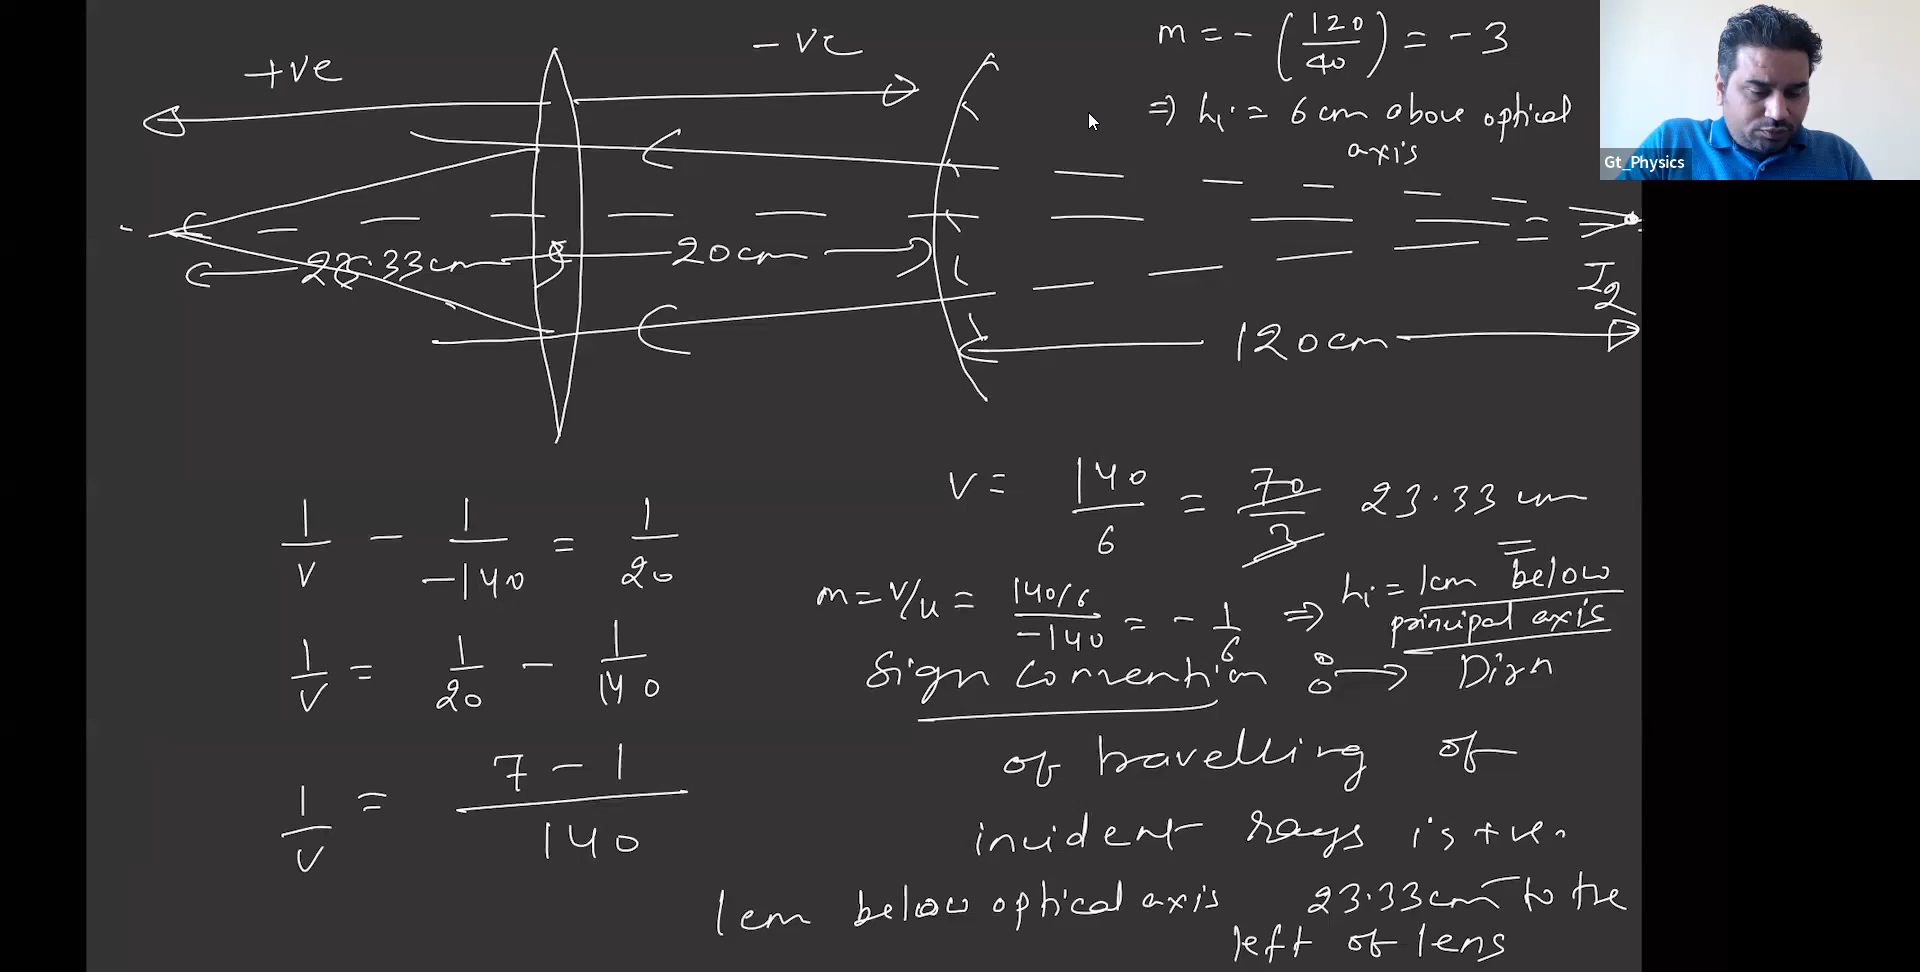 +ve
-ve
m = - (120/40) = -3
⇒ hi = 6 cm above optical
axis
Gt_Physics
23.33cm
20cm
I2
120cm
v = 140/6 = 70/3 23.33 cm
1/v - 1/-140 = 1/20
m = v/u = 140/6/-140 = - 1/6 ⇒ hi = 1cm below
principal axis
1/v = 1/20 - 1/140
Sign convention : → Dirn
of travelling of
1/v = 7 - 1/140
incident rays is +ve.
1cm below optical axis 23.33cm to the
left of lens